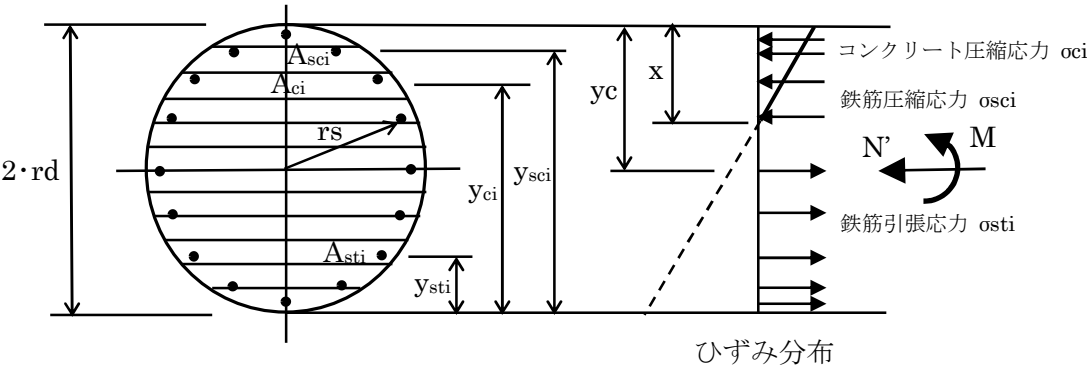 2･rd
Asci
Aci
rs
Asti
ysci
yci
ysti
yc
x
コンクリート圧縮応力 σci
鉄筋圧縮応力 σsci
N' M
鉄筋引張応力 σsti
ひずみ分布